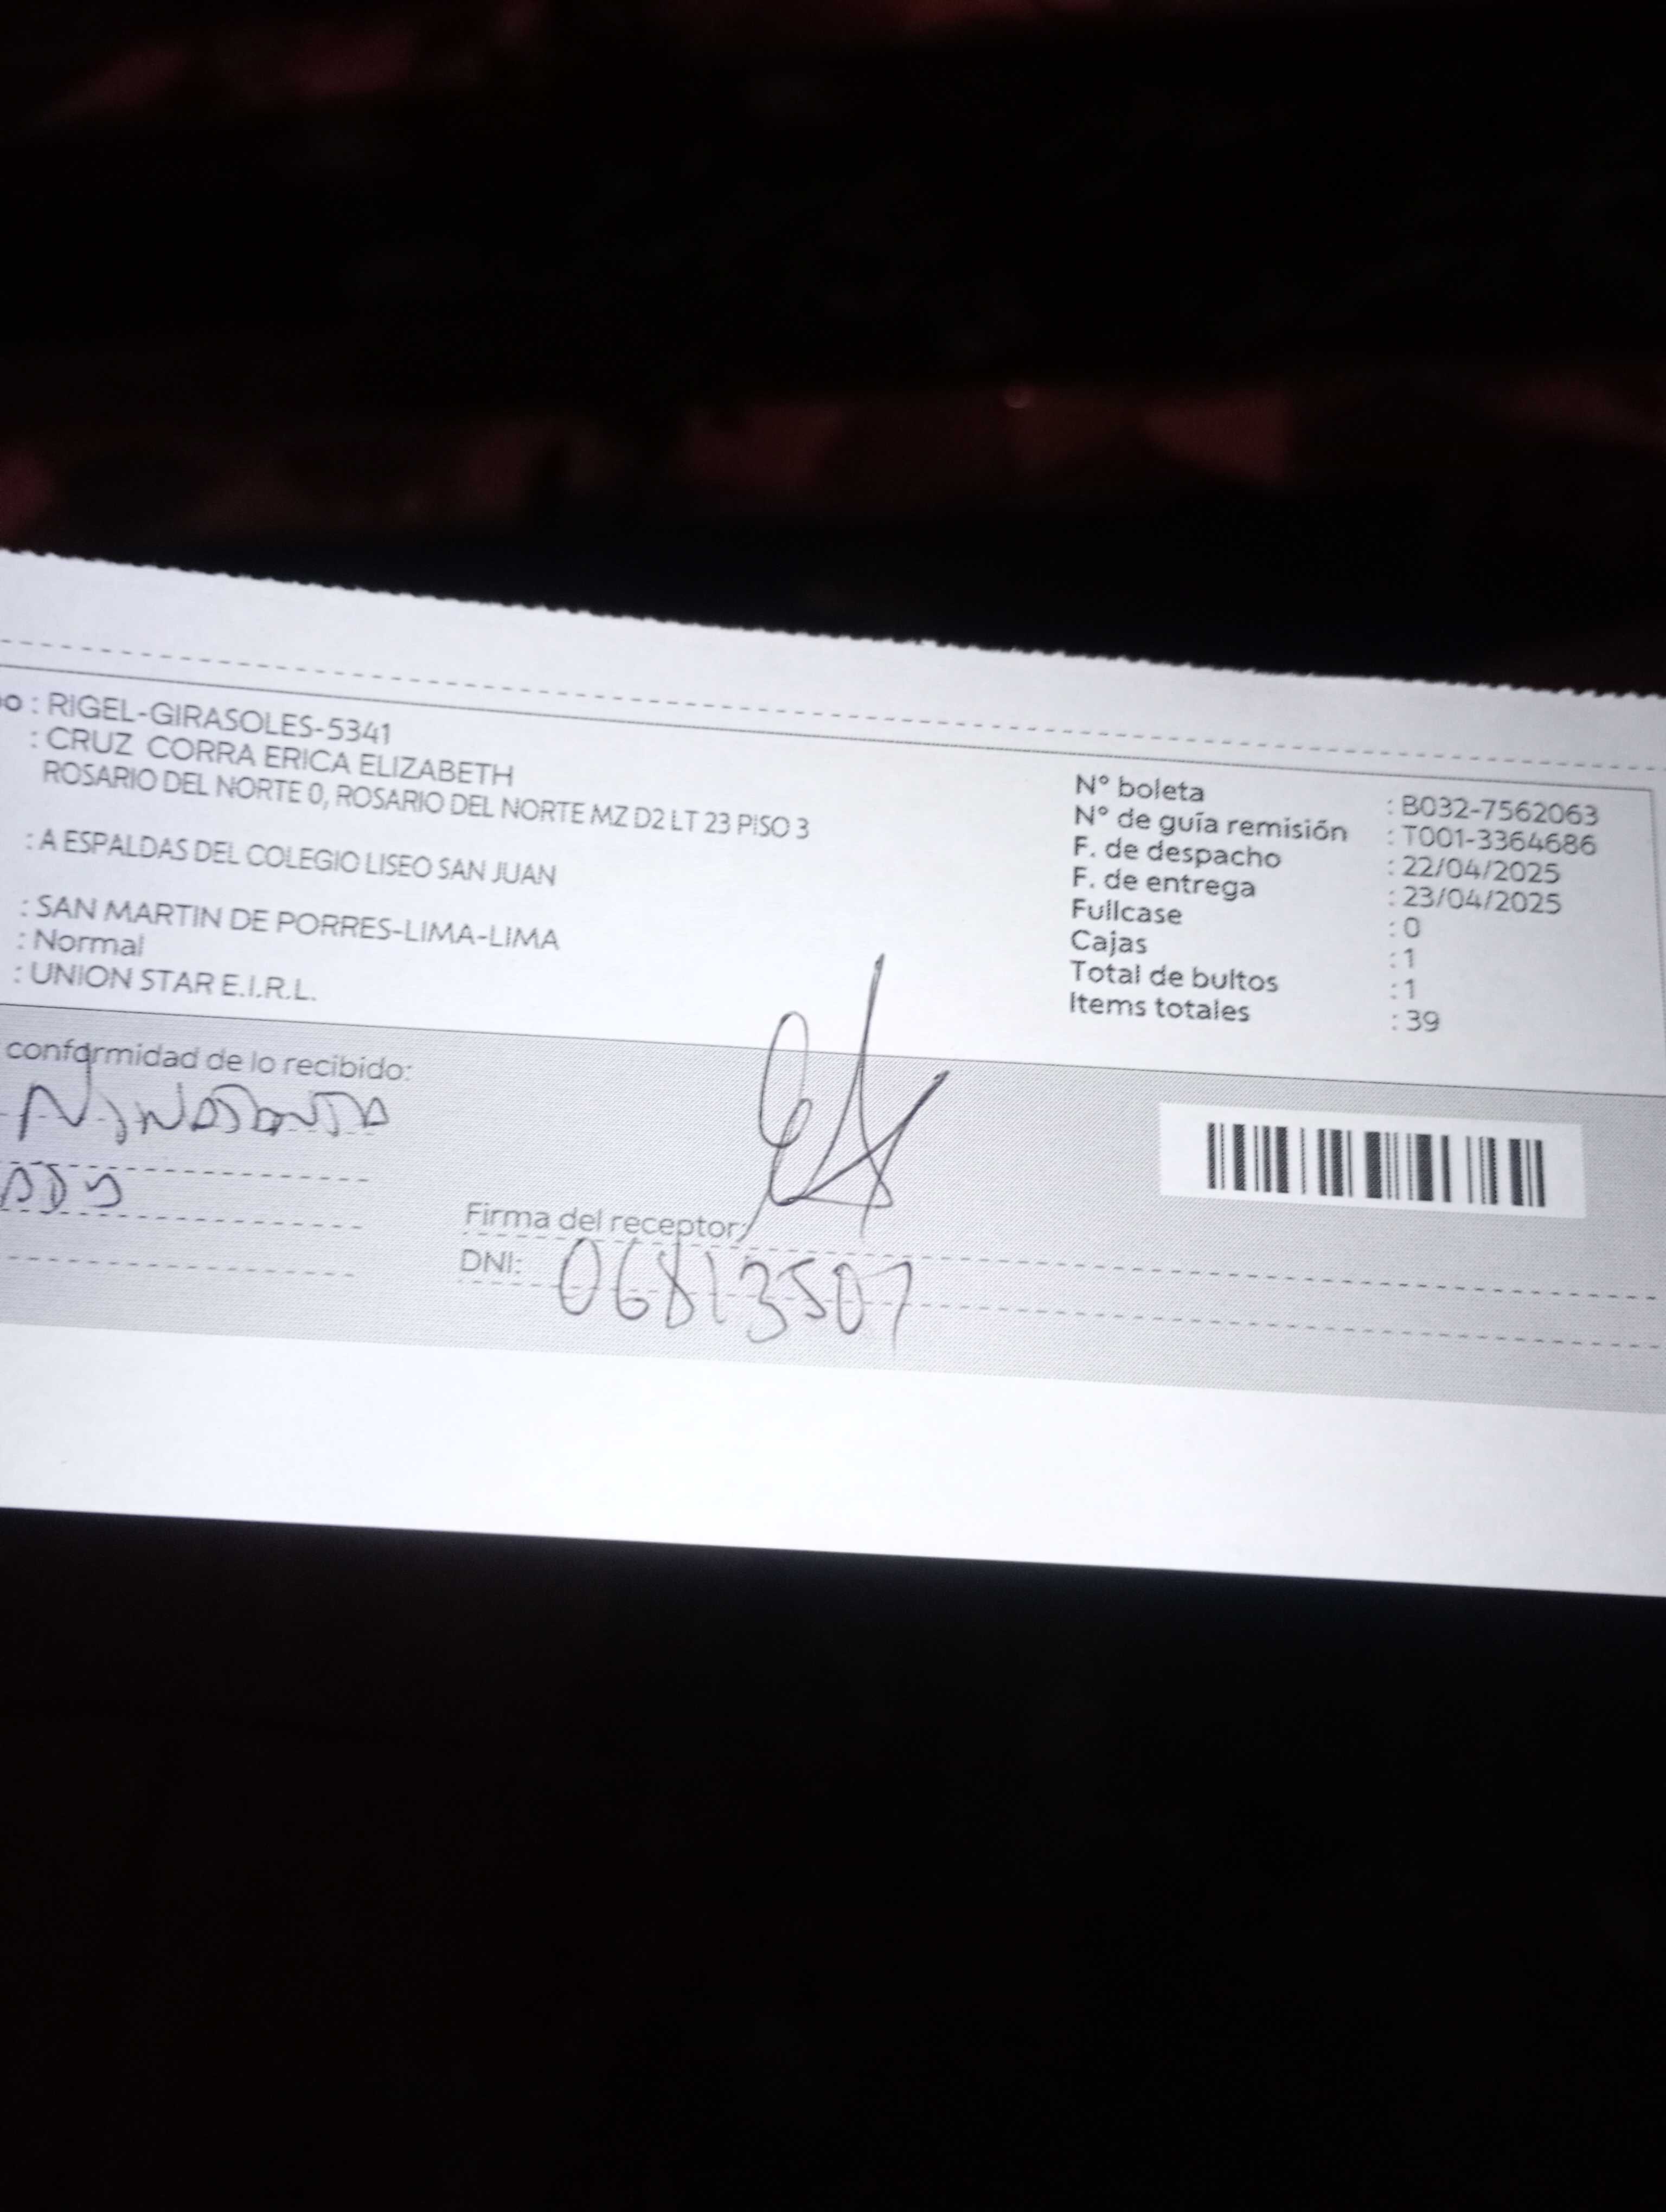 po : RIGEL-GIRASOLES-5341
: CRUZ CORRA ERICA ELIZABETH
ROSARIO DEL NORTE 0, ROSARIO DEL NORTE MZ D2 LT 23 PISO 3
: A ESPALDAS DEL COLEGIO LISEO SAN JUAN
: SAN MARTIN DE PORRES-LIMA-LIMA
: Normal
: UNION STAR E.I.R.L.
N° boleta : B032-7562063
N° de guía remisión : T001-3364686
F. de despacho : 22/04/2025
F. de entrega : 23/04/2025
Fullcase : 0
Cajas : 1
Total de bultos : 1
Items totales : 39
conformidad de lo recibido:
Firma del receptor:
DNI: 06813507